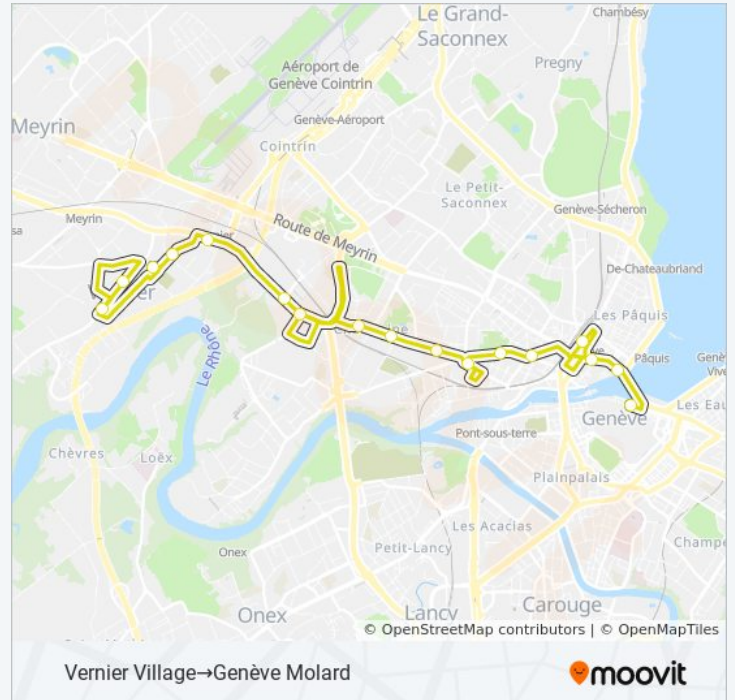 Le Grand-
Saconnex
Chambésy
Pregny
Aéroport de
Genève Cointrin
Genève-Aéroport
Meyrin
Cointrin
Le Petit-
Saconnex
Genève-Sécheron
Meyrin
Route de Meyrin
De-Chateaubriand
Les Pâquis
Le Rhône
Pâquis
Genève
Les Eau
Pont-sous-terre
Chèvres
Loëx
Plainpalais
Les Acacias
Onex
Petit-Lancy
Champe
Onex
Lancy
Carouge
© OpenStreetMap contributors | © OpenMapTiles
Vernier Village→Genève Molard
moovit